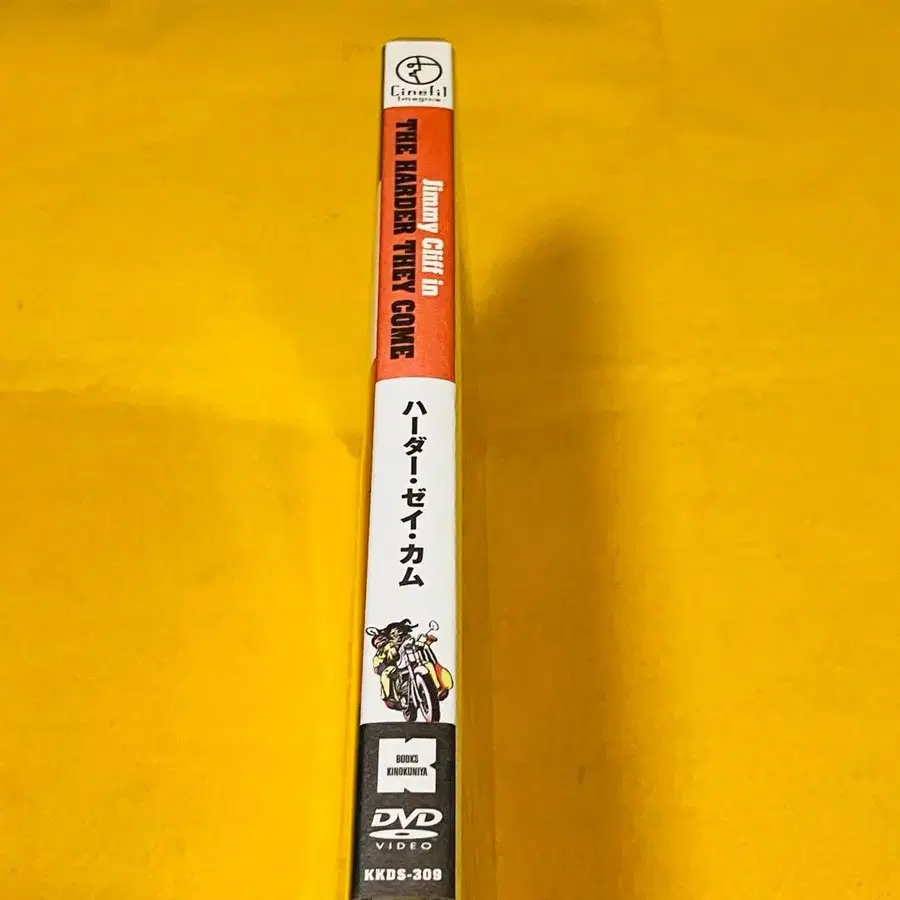 Cinefil
Imagica
Jimmy Cliff in
THE HARDER THEY COME
ハーダー・ゼイ・カム
BOOKS
KINOKUNIYA
DVD
VIDEO
KKDS-309